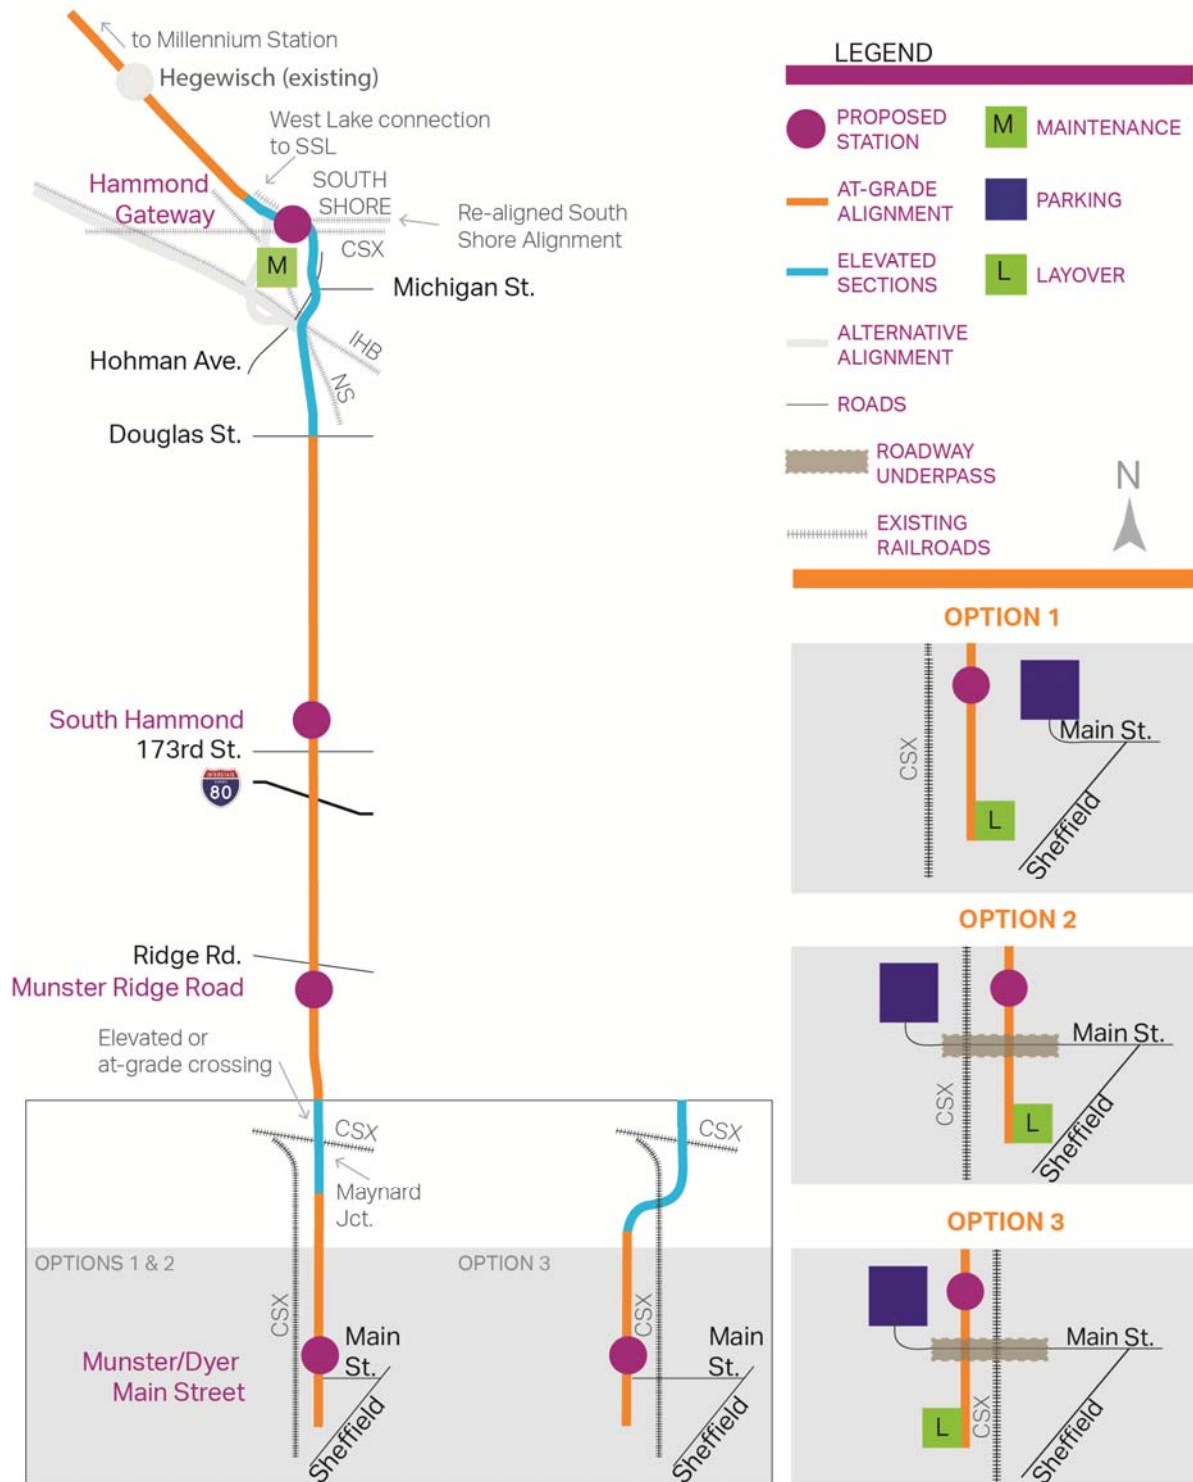 to Millennium Station
Hegewisch (existing)
West Lake connection
to SSL
Hammond
Gateway
SOUTH
SHORE
Re-aligned South
Shore Alignment
CSX
M
Michigan St.
IHB
Hohman Ave.
NS
Douglas St.
South Hammond
173rd St.
INTERSTATE
80
Ridge Rd.
Munster Ridge Road
Elevated or
at-grade crossing
CSX
Maynard
Jct.
OPTIONS 1 & 2
CSX
Main
St.
Munster/Dyer
Main Street
Sheffield
CSX
OPTION 3
CSX
Main
St.
Sheffield
LEGEND
PROPOSED
STATION
M
MAINTENANCE
AT-GRADE
ALIGNMENT
PARKING
ELEVATED
SECTIONS
L
LAYOVER
ALTERNATIVE
ALIGNMENT
ROADS
ROADWAY
UNDERPASS
N
EXISTING
RAILROADS
OPTION 1
CSX
Main St.
L
Sheffield
OPTION 2
Main St.
CSX
L
Sheffield
OPTION 3
Main St.
CSX
L
Sheffield